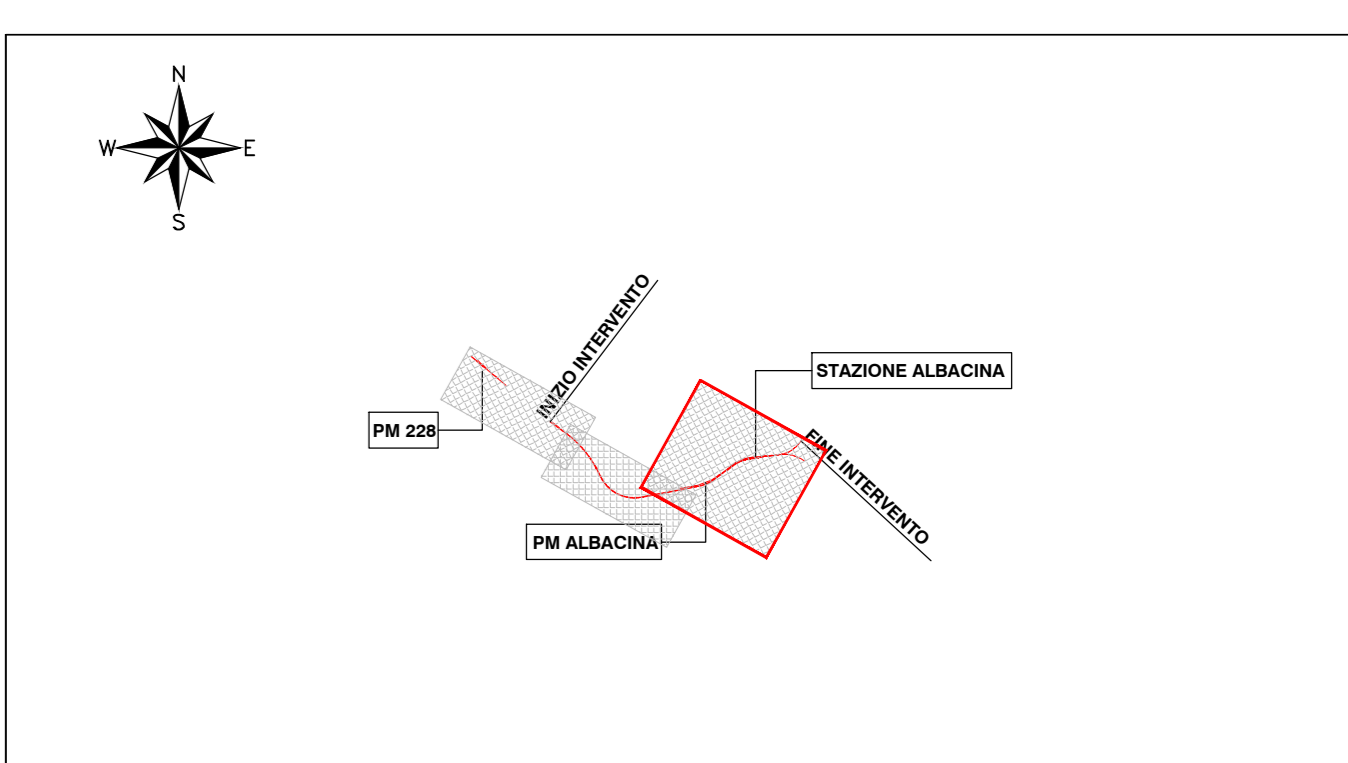 N
W
E
S
INIZIO INTERVENTO
STAZIONE ALBACINA
PM 228
FINE INTERVENTO
PM ALBACINA